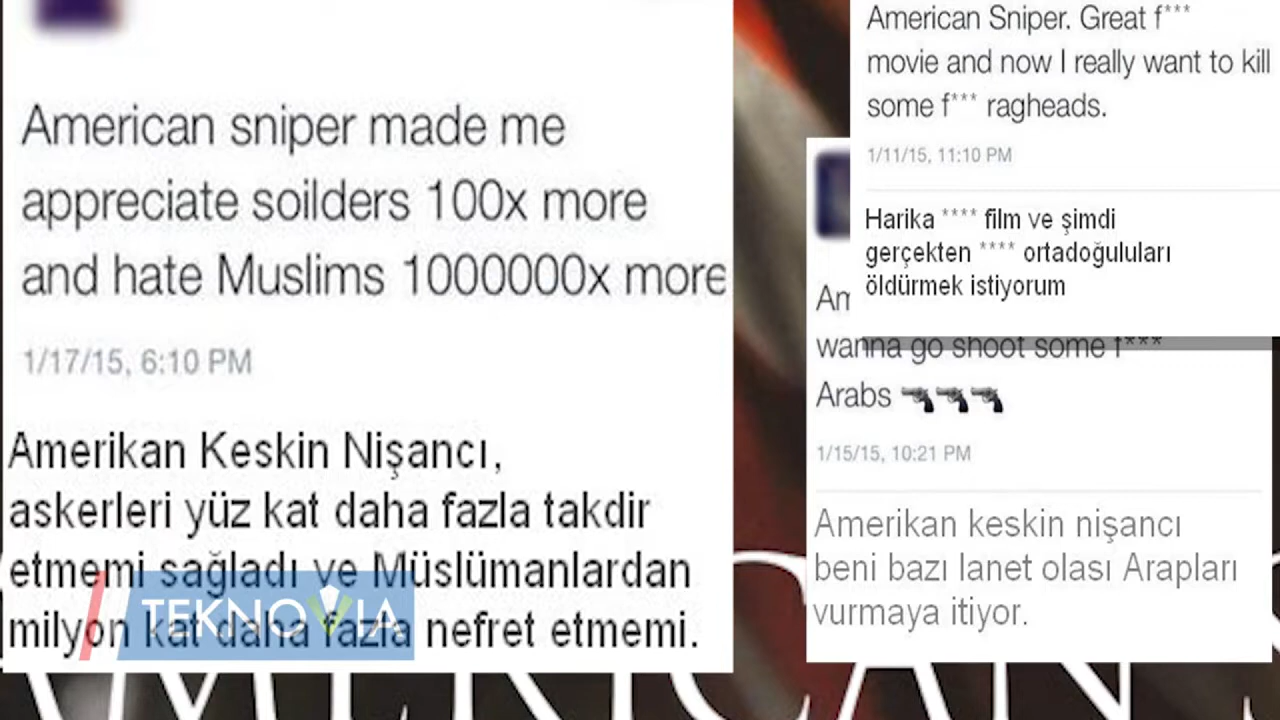 American sniper made me
appreciate soilders 100x more
and hate Muslims 1000000x more
1/17/15, 6:10 PM
Amerikan Keskin Nişancı,
askerleri yüz kat daha fazla takdir
etmemi sağladı ve Müslümanlardan
milyon kat daha fazla nefret etmemi.
TEKNOVIA
American Sniper. Great f***
movie and now I really want to kill
some f*** ragheads.
1/11/15, 11:10 PM
Harika **** film ve şimdi
gerçekten **** ortadoğuluları
öldürmek istiyorum
wanna go shoot some f***
Arabs 🔫🔫🔫
1/15/15, 10:21 PM
Amerikan keskin nişancı
beni bazı lanet olası Arapları
vurmaya itiyor.